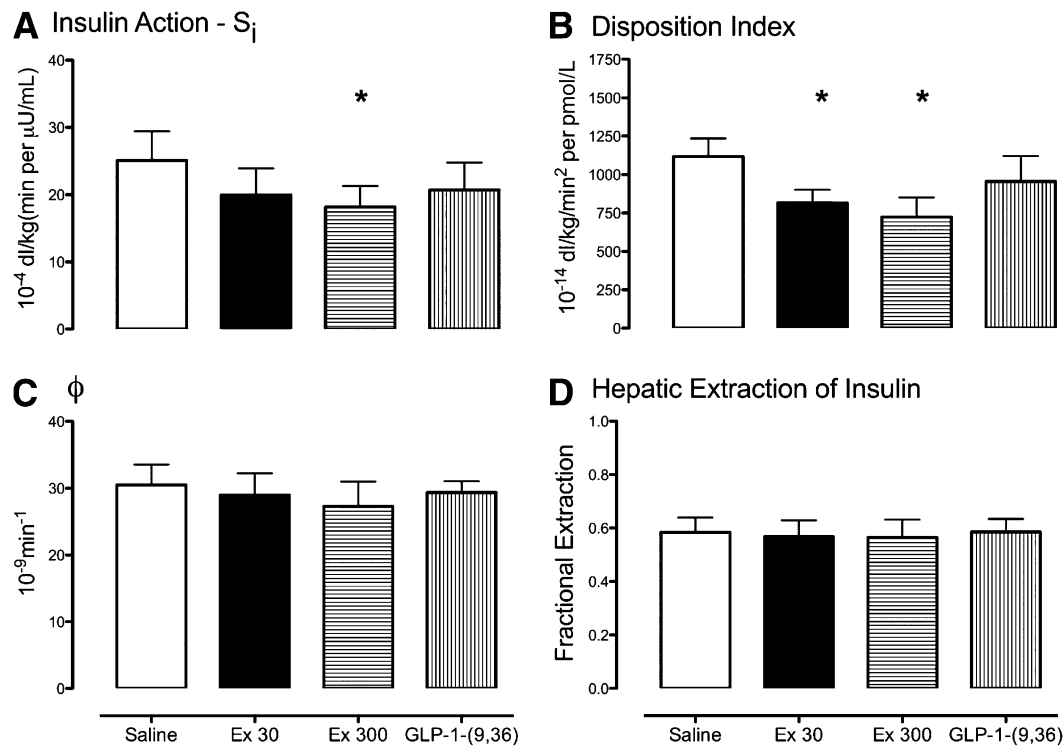 A Insulin Action - Si
10-4 dl/kg(min per μU/mL)
40
30
20
10
0
*
B Disposition Index
10-14 dl/kg/min2 per pmol/L
1750
1500
1250
1000
750
500
250
0
* *
C ϕ
10-9min-1
40
30
20
10
0
Saline Ex 30 Ex 300 GLP-1-(9,36)
D Hepatic Extraction of Insulin
Fractional Extraction
1.0
0.8
0.6
0.4
0.2
0.0
Saline Ex 30 Ex 300 GLP-1-(9,36)